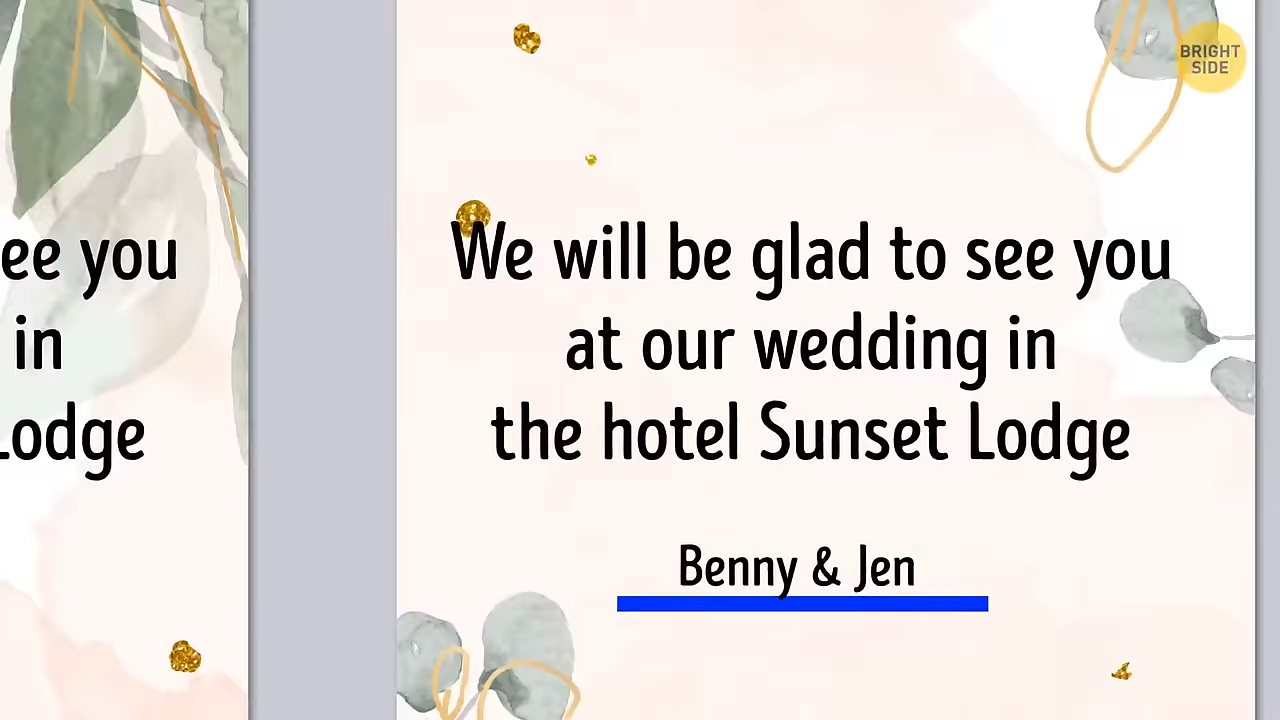 ee you
in
Lodge
We will be glad to see you
at our wedding in
the hotel Sunset Lodge
Benny & Jen
BRIGHT
SIDE